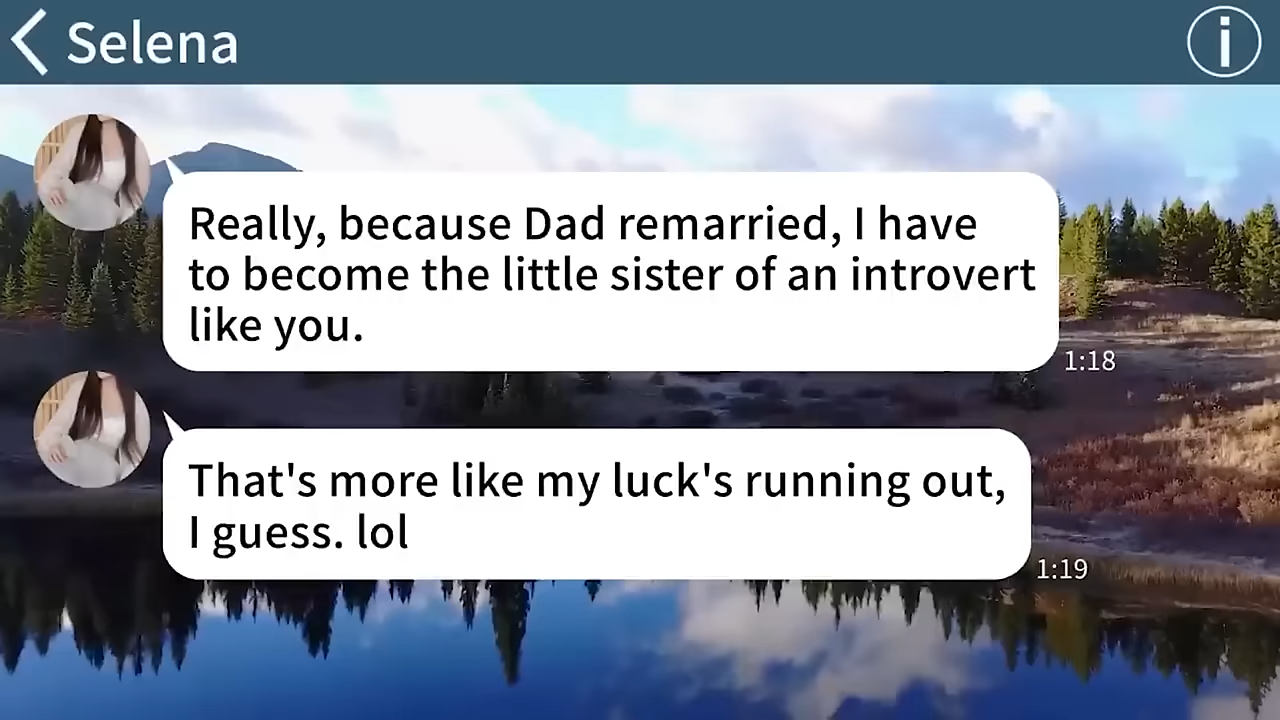 Selena
Really, because Dad remarried, I have
to become the little sister of an introvert
like you.
1:18
That's more like my luck's running out,
I guess. lol
1:19